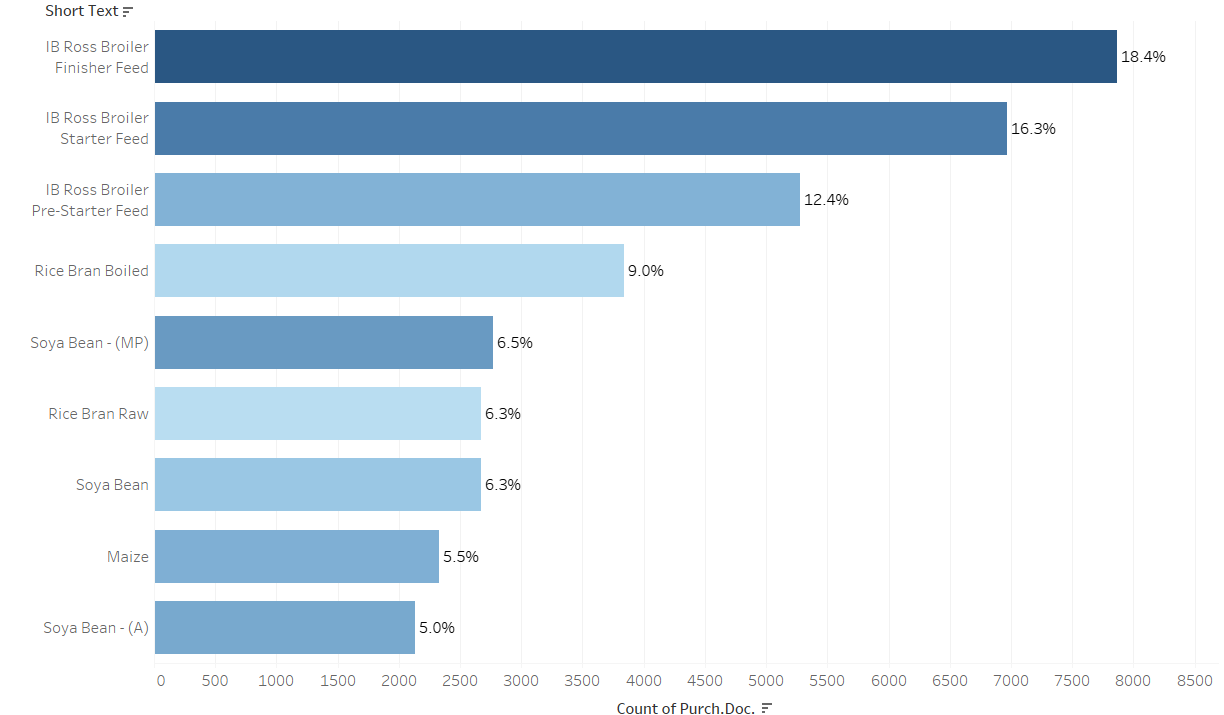 Short Text
IB Ross Broiler
Finisher Feed
18.4%
IB Ross Broiler
Starter Feed
16.3%
IB Ross Broiler
Pre-Starter Feed
12.4%
Rice Bran Boiled
9.0%
Soya Bean - (MP)
6.5%
Rice Bran Raw
6.3%
Soya Bean
6.3%
Maize
5.5%
Soya Bean - (A)
5.0%
0 500 1000 1500 2000 2500 3000 3500 4000 4500 5000 5500 6000 6500 7000 7500 8000 8500
Count of Purch.Doc.